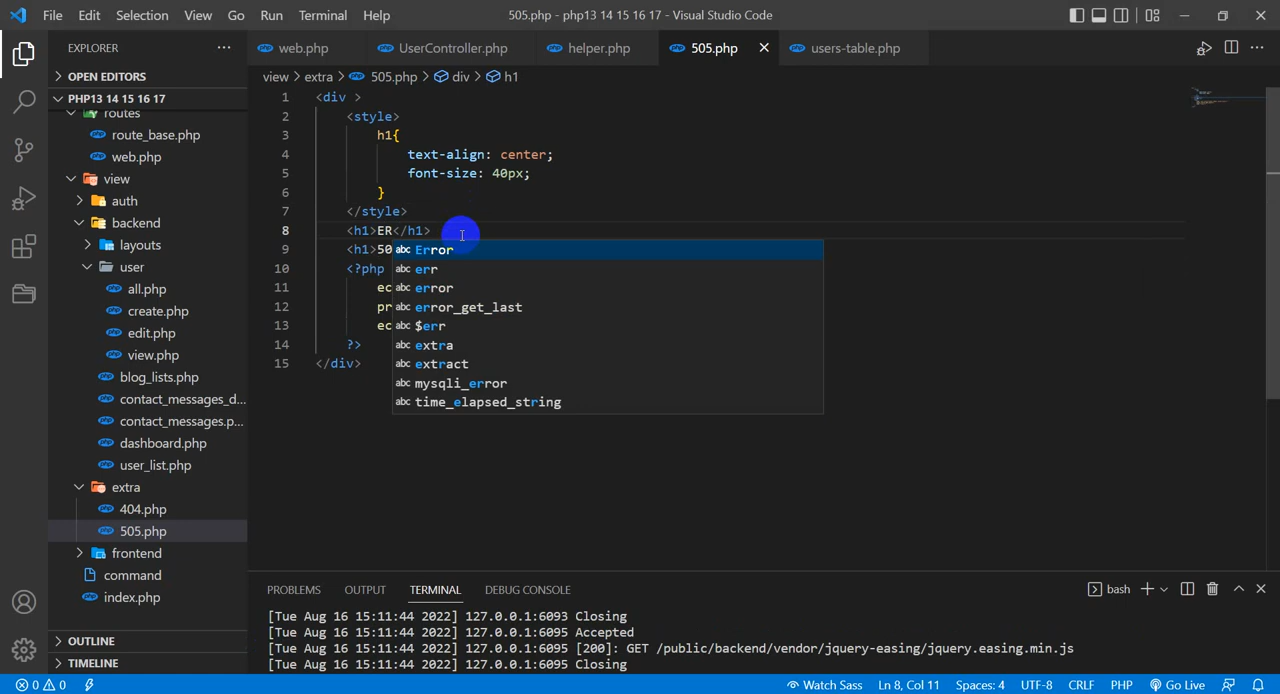 File Edit Selection View Go Run Terminal Help 505.php - php13 14 15 16 17 - Visual Studio Code
EXPLORER ···
web.php UserController.php helper.php 505.php users-table.php
OPEN EDITORS
view > extra > 505.php > div > h1
PHP13 14 15 16 17
routes
route_base.php
web.php
view
auth
backend
layouts
user
all.php
create.php
edit.php
view.php
blog_lists.php
contact_messages_d...
contact_messages.p...
dashboard.php
user_list.php
extra
404.php
505.php
frontend
command
index.php
OUTLINE
TIMELINE
1 <div >
2 <style>
3 h1{
4 text-align: center;
5 font-size: 40px;
6 }
7 </style>
8 <h1>ER</h1>
9 <h1>50
10 <?php
11 ec
12 pr
13 ec
14 ?>
15 </div>
abc Error
abc err
abc error
abc error_get_last
abc $err
abc extra
abc extract
abc mysqli_error
abc time_elapsed_string
PROBLEMS OUTPUT TERMINAL DEBUG CONSOLE bash
[Tue Aug 16 15:11:44 2022] 127.0.0.1:6093 Closing
[Tue Aug 16 15:11:44 2022] 127.0.0.1:6095 Accepted
[Tue Aug 16 15:11:44 2022] 127.0.0.1:6095 [200]: GET /public/backend/vendor/jquery-easing/jquery.easing.min.js
[Tue Aug 16 15:11:44 2022] 127.0.0.1:6095 Closing
0 0 Watch Sass Ln 8, Col 11 Spaces: 4 UTF-8 CRLF PHP Go Live